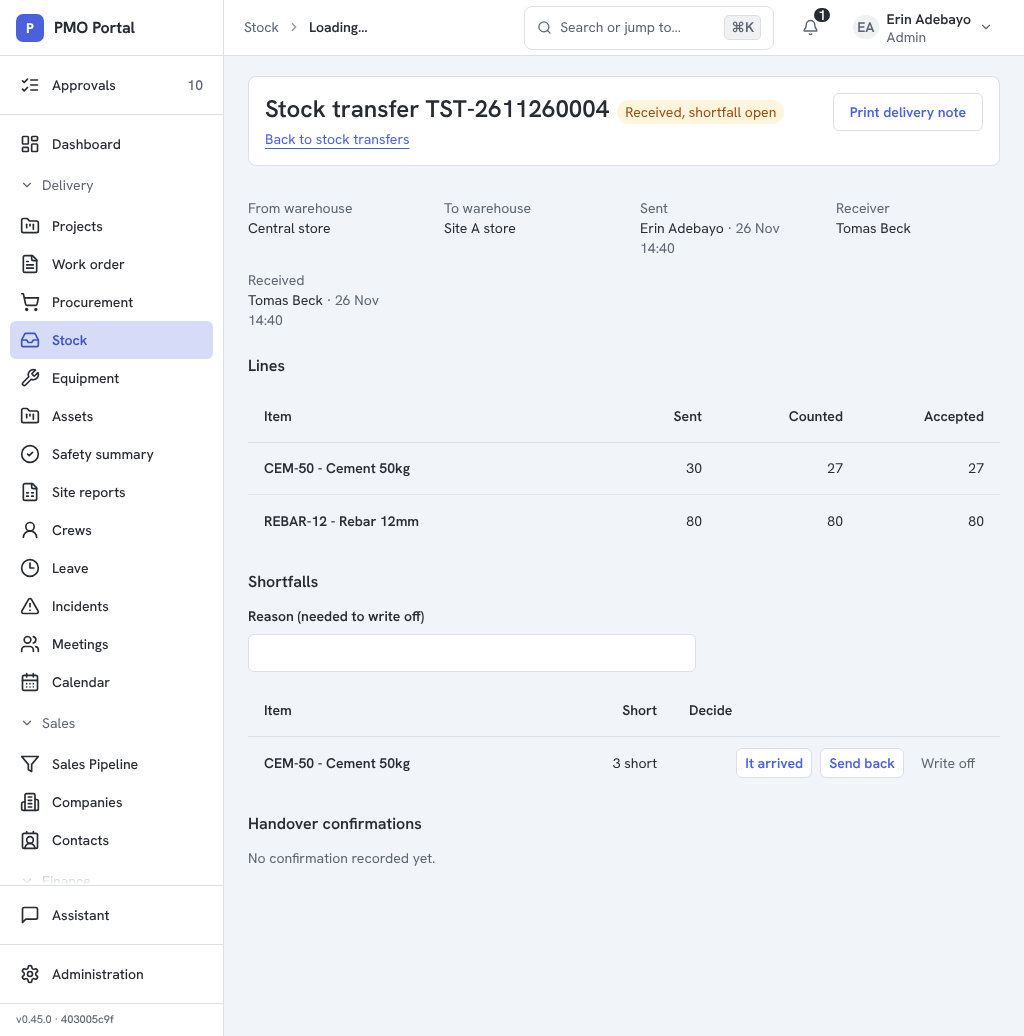 P PMO Portal
Stock > Loading...
Search or jump to... ⌘K
1
EA Erin Adebayo
Admin
Approvals 10
Dashboard
Delivery
Projects
Work order
Procurement
Stock
Equipment
Assets
Safety summary
Site reports
Crews
Leave
Incidents
Meetings
Calendar
Sales
Sales Pipeline
Companies
Contacts
Finance
Assistant
Administration
v0.45.0 · 403005c9f
Stock transfer TST-2611260004 Received, shortfall open
Print delivery note
Back to stock transfers
From warehouse
Central store
To warehouse
Site A store
Sent
Erin Adebayo · 26 Nov
14:40
Receiver
Tomas Beck
Received
Tomas Beck · 26 Nov
14:40
Lines
Item Sent Counted Accepted
CEM-50 - Cement 50kg 30 27 27
REBAR-12 - Rebar 12mm 80 80 80
Shortfalls
Reason (needed to write off)
Item Short Decide
CEM-50 - Cement 50kg 3 short It arrived Send back Write off
Handover confirmations
No confirmation recorded yet.